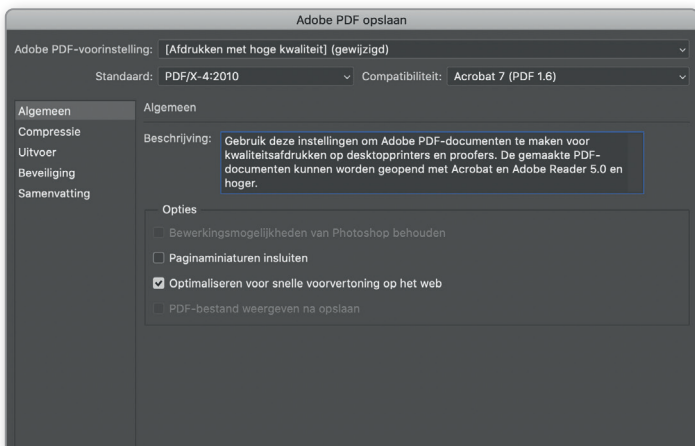 Adobe PDF opslaan
Adobe PDF-voorinstelling: [Afdrukken met hoge kwaliteit] (gewijzigd)
Standaard: PDF/X-4:2010 Compatibiliteit: Acrobat 7 (PDF 1.6)
Algemeen
Compressie
Uitvoer
Beveiliging
Samenvatting
Algemeen
Beschrijving: Gebruik deze instellingen om Adobe PDF-documenten te maken voor
kwaliteitsafdrukken op desktopprinters en proofers. De gemaakte PDF-
documenten kunnen worden geopend met Acrobat en Adobe Reader 5.0 en
hoger.
Opties
Bewerkingsmogelijkheden van Photoshop behouden
Paginaminiaturen insluiten
Optimaliseren voor snelle voorvertoning op het web
PDF-bestand weergeven na opslaan